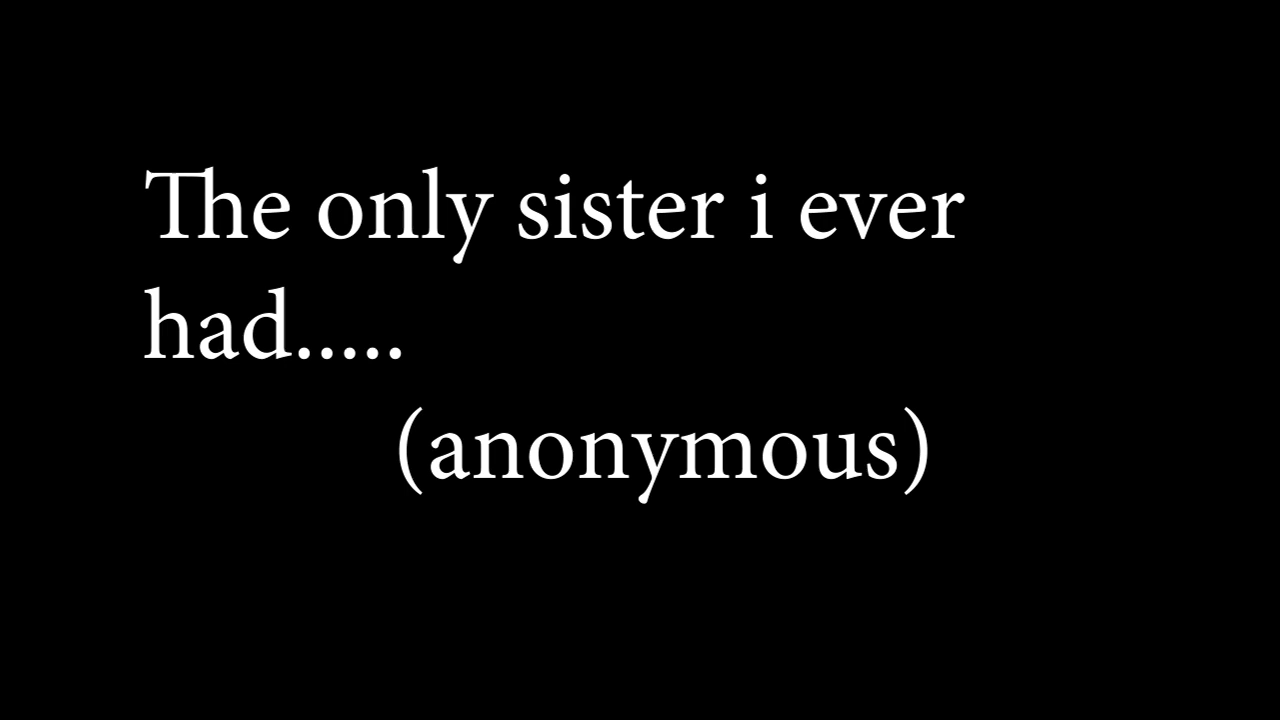 The only sister i ever
had.....
(anonymous)